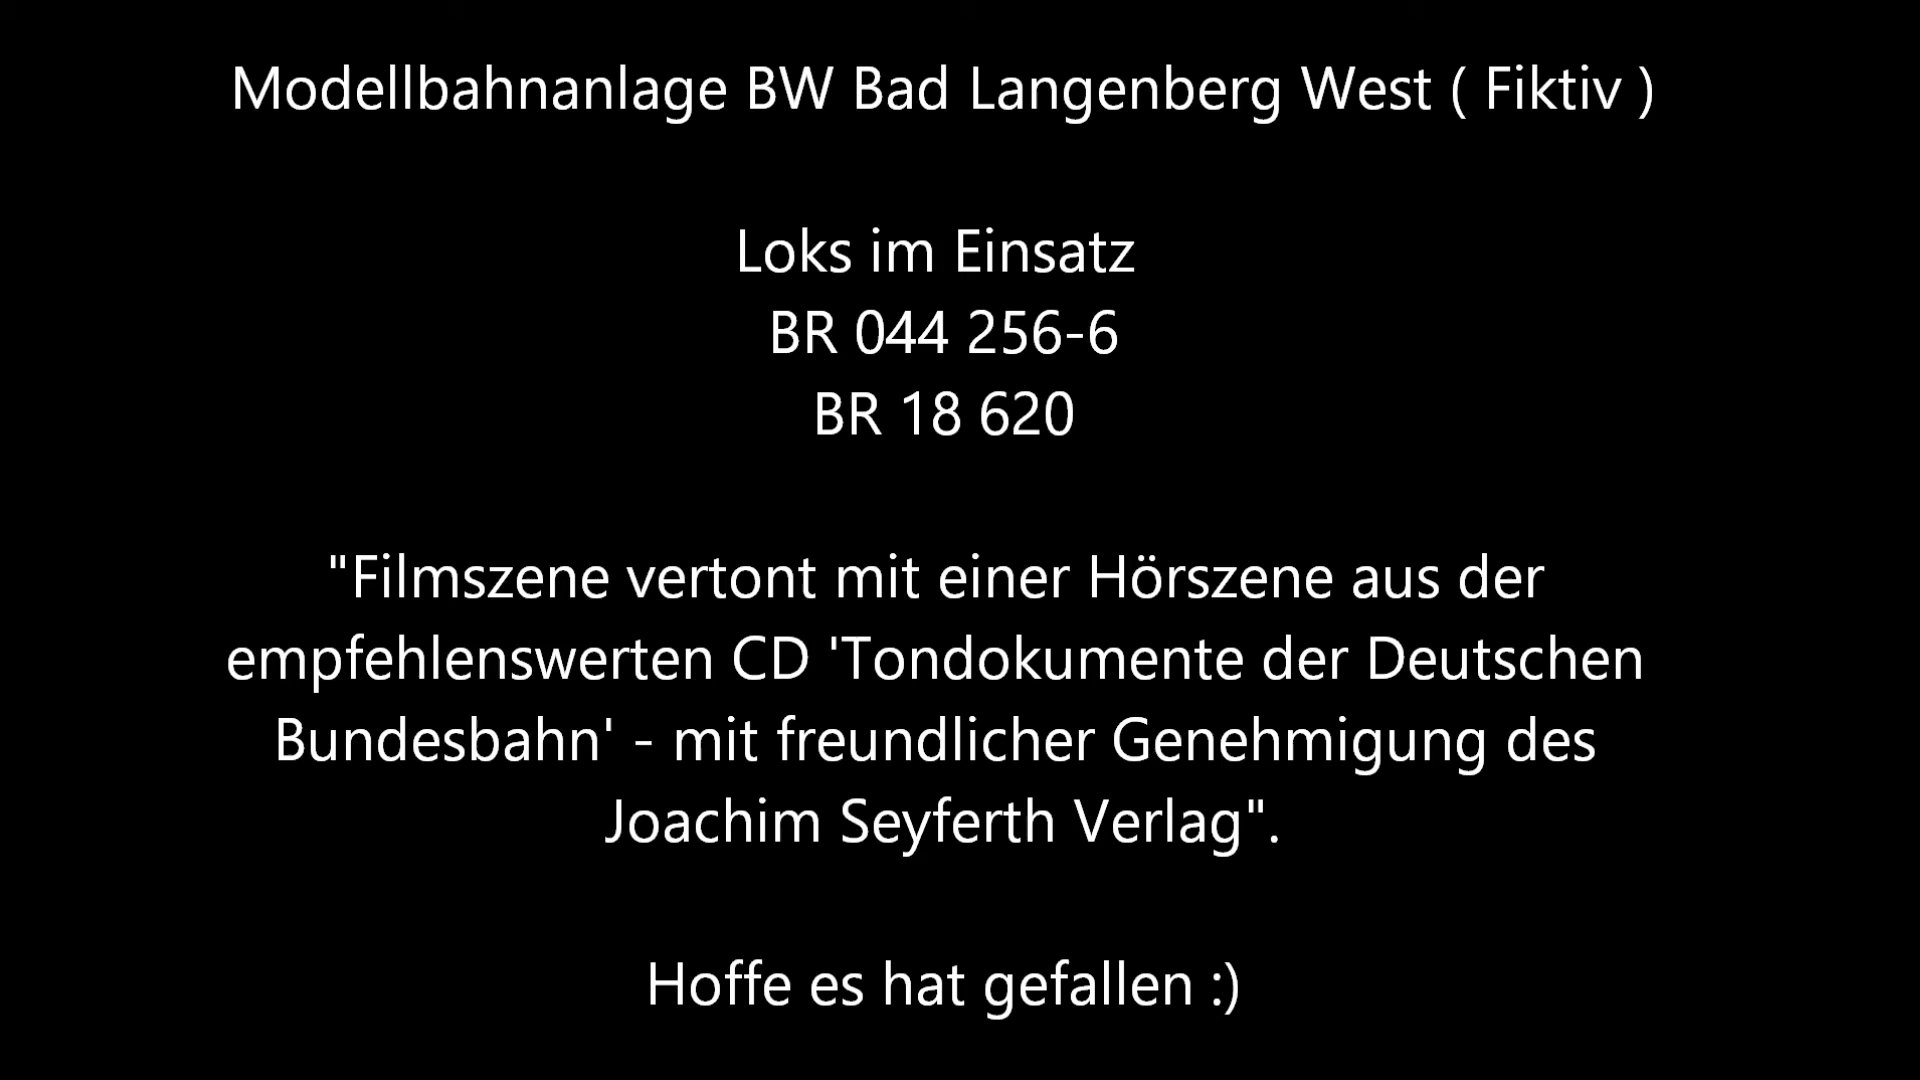 Modellbahnanlage BW Bad Langenberg West ( Fiktiv )
Loks im Einsatz
BR 044 256-6
BR 18 620
"Filmszene vertont mit einer Hörszene aus der
empfehlenswerten CD 'Tondokumente der Deutschen
Bundesbahn' - mit freundlicher Genehmigung des
Joachim Seyferth Verlag".
Hoffe es hat gefallen :)